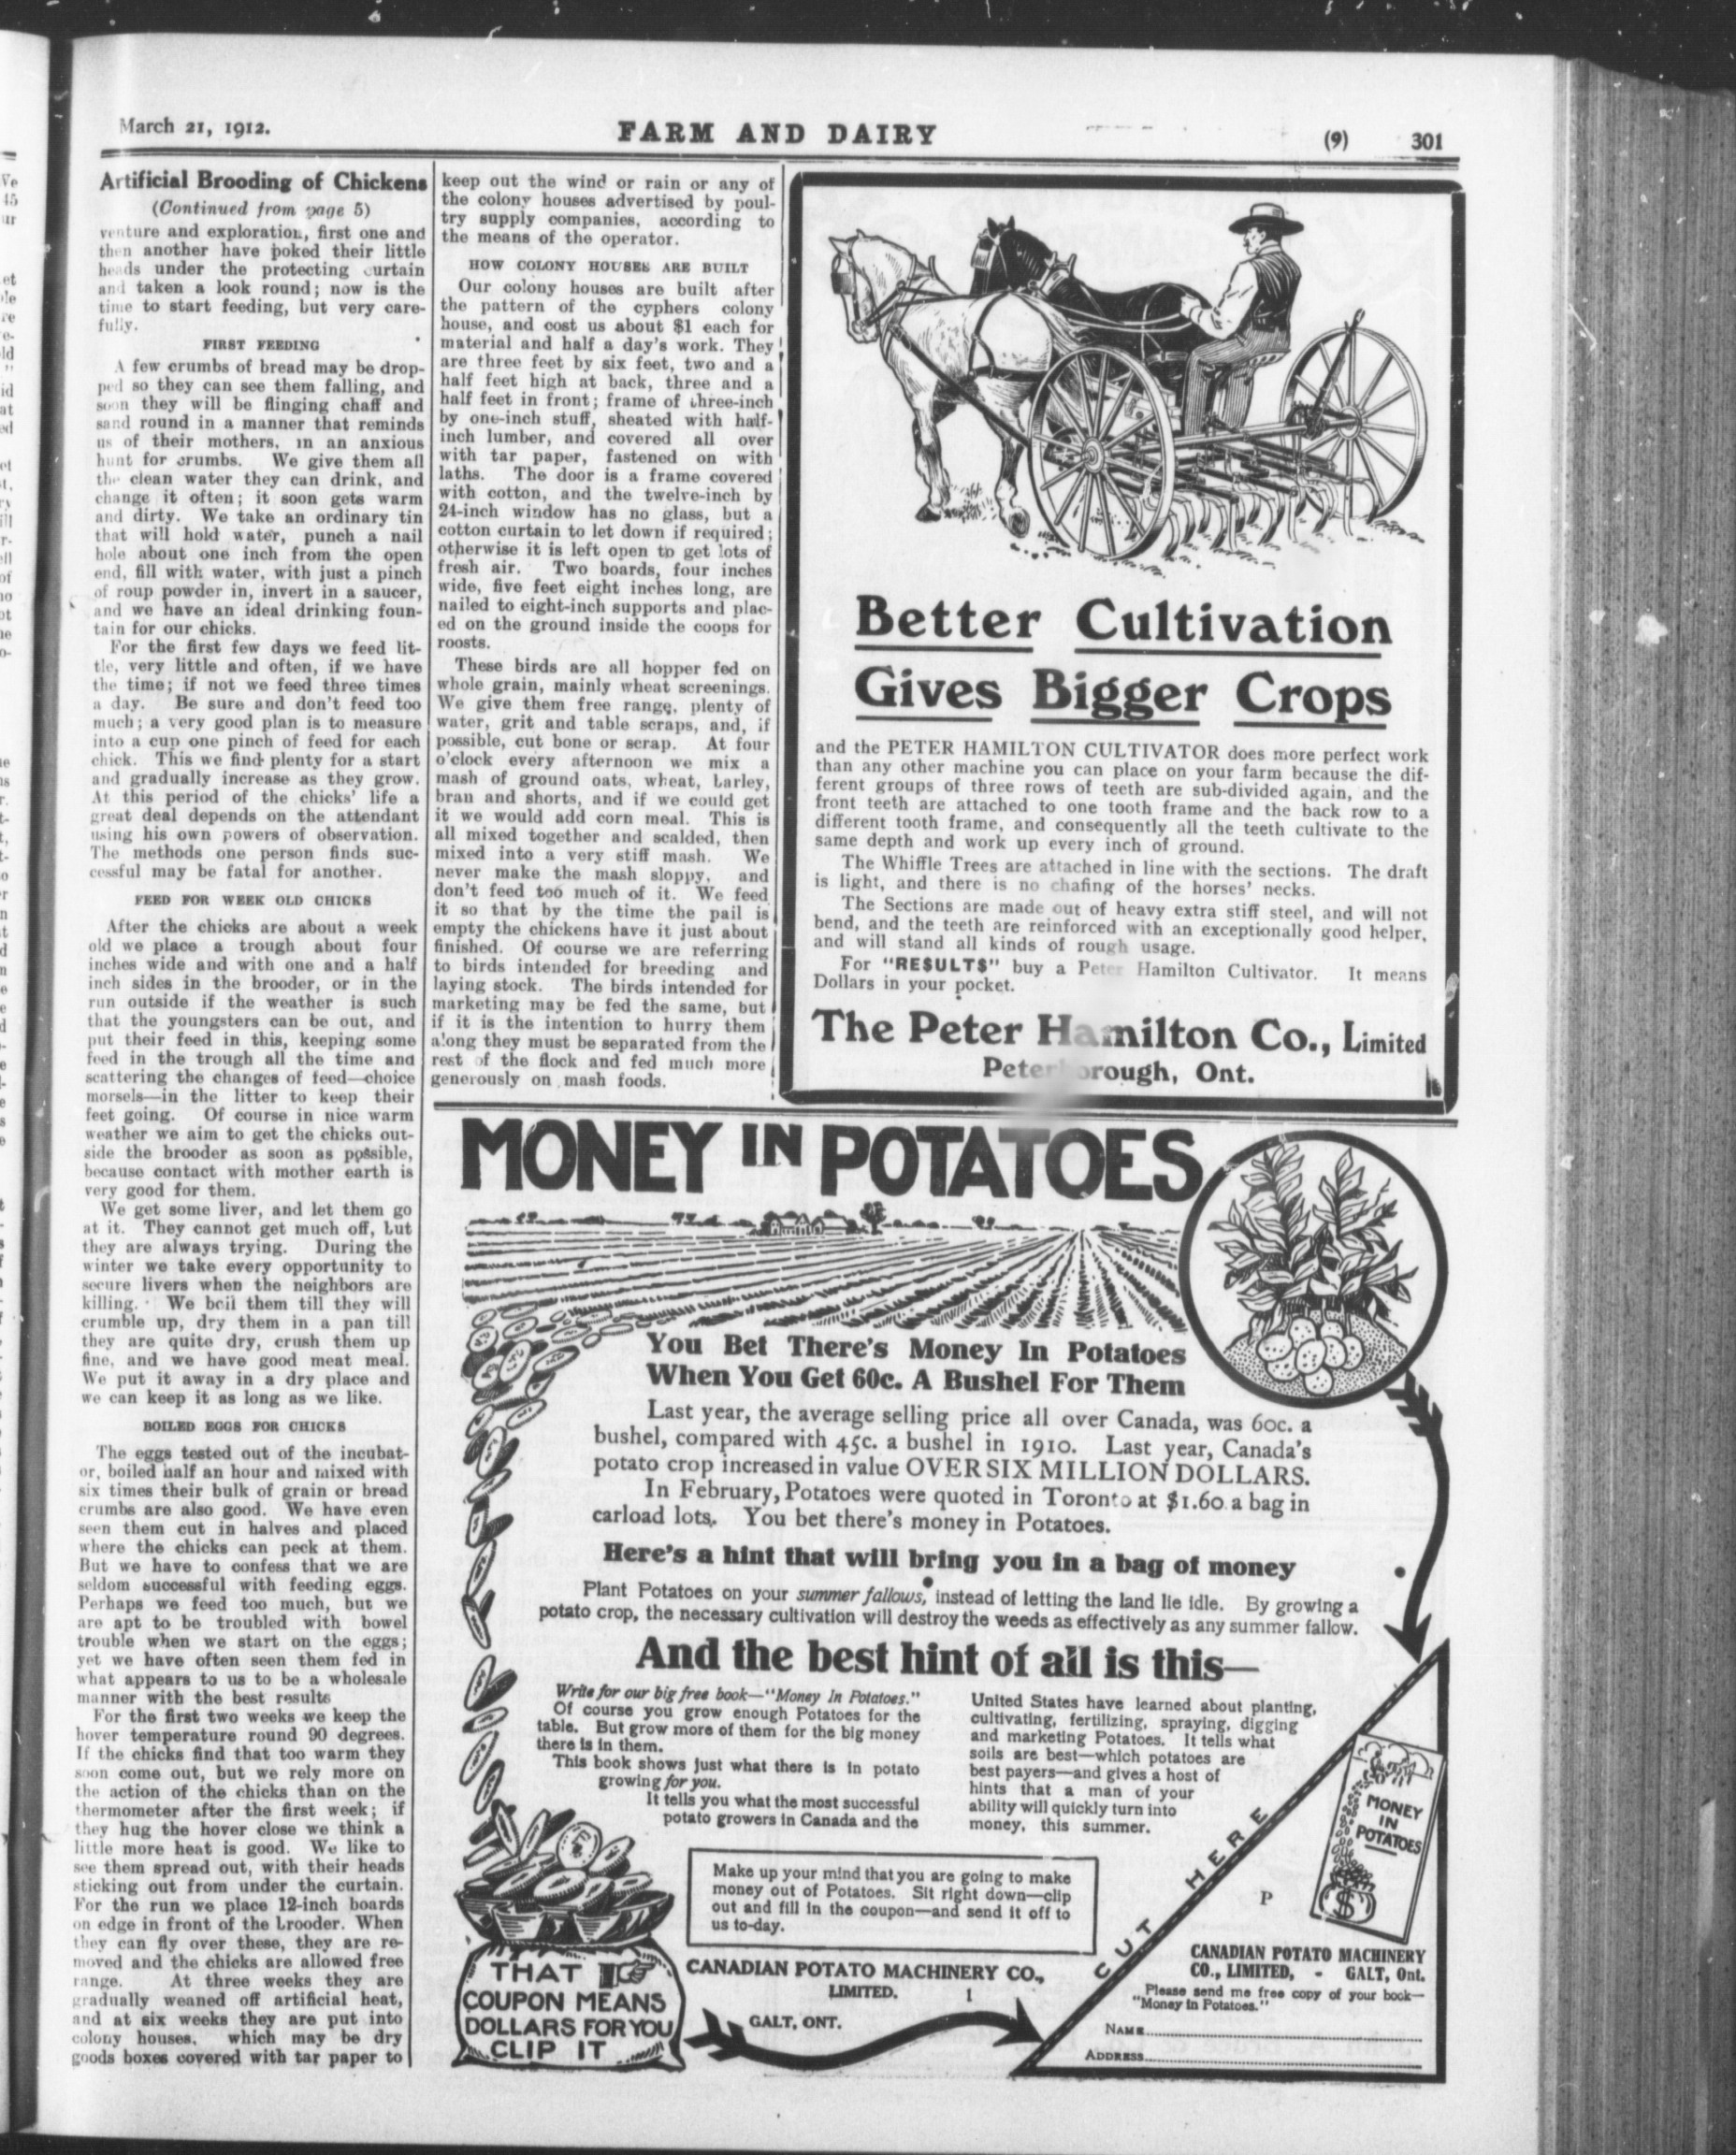 March 21, 1912.
FARM AND DAIRY
(9) 301
Artificial Brooding of Chickens
(Continued from page 5)
venture and exploration, first one and
then another have poked their little
heads under the protecting curtain
and taken a look round; now is the
time to start feeding, but very care-
fully.
FIRST FEEDING
A few crumbs of bread may be drop-
ped so they can see them falling, and
soon they will be flinging chaff and
sand round in a manner that reminds
us of their mothers, in an anxious
hunt for crumbs. We give them all
the clean water they can drink, and
change it often; it soon gets warm
and dirty. We take an ordinary tin
that will hold water, punch a nail
hole about one inch from the open
end, fill with water, with just a pinch
of roup powder in, invert in a saucer,
and we have an ideal drinking foun-
tain for our chicks.
For the first few days we feed lit-
tle, very little and often, if we have
the time; if not we feed three times
a day. Be sure and don't feed too
much; a very good plan is to measure
into a cup one pinch of feed for each
chick. This we find plenty for a start
and gradually increase as they grow.
At this period of the chicks' life a
great deal depends on the attendant
using his own powers of observation.
The methods one person finds suc-
cessful may be fatal for another.
FEED FOR WEEK OLD CHICKS
After the chicks are about a week
old we place a trough about four
inches wide and with one and a half
inch sides in the brooder, or in the
run outside if the weather is such
that the youngsters can be out, and
put their feed in this, keeping some
feed in the trough all the time and
scattering the changes of feed—choice
morsels—in the litter to keep their
feet going. Of course in nice warm
weather we aim to get the chicks out-
side the brooder as soon as possible,
because contact with mother earth is
very good for them.
We get some liver, and let them go
at it. They cannot get much off, but
they are always trying. During the
winter we take every opportunity to
secure livers when the neighbors are
killing. We boil them till they will
crumble up, dry them in a pan till
they are quite dry, crush them up
fine, and we have good meat meal.
We put it away in a dry place and
we can keep it as long as we like.
BOILED EGGS FOR CHICKS
The eggs tested out of the incubat-
or, boiled half an hour and mixed with
six times their bulk of grain or bread
crumbs are also good. We have even
seen them cut in halves and placed
where the chicks can peck at them.
But we have to confess that we are
seldom successful with feeding eggs.
Perhaps we feed too much, but we
are apt to be troubled with bowel
trouble when we start on the eggs;
yet we have often seen them fed in
what appears to us to be a wholesale
manner with the best results
For the first two weeks we keep the
hover temperature round 90 degrees.
If the chicks find that too warm they
soon come out, but we rely more on
the action of the chicks than on the
thermometer after the first week; if
they hug the hover close we think a
little more heat is good. We like to
see them spread out, with their heads
sticking out from under the curtain.
For the run we place 12-inch boards
on edge in front of the brooder. When
they can fly over these, they are re-
moved and the chicks are allowed free
range. At three weeks they are
gradually weaned off artificial heat,
and at six weeks they are put into
colony houses, which may be dry
goods boxes covered with tar paper to
keep out the wind or rain or any of
the colony houses advertised by poul-
try supply companies, according to
the means of the operator.
HOW COLONY HOUSES ARE BUILT
Our colony houses are built after
the pattern of the cyphers colony
house, and cost us about $1 each for
material and half a day's work. They
are three feet by six feet, two and a
half feet high at back, three and a
half feet in front; frame of three-inch
by one-inch stuff, sheated with half-
inch lumber, and covered all over
with tar paper, fastened on with
laths. The door is a frame covered
with cotton, and the twelve-inch by
24-inch window has no glass, but a
cotton curtain to let down if required;
otherwise it is left open to get lots of
fresh air. Two boards, four inches
wide, five feet eight inches long, are
nailed to eight-inch supports and plac-
ed on the ground inside the coops for
roosts.
These birds are all hopper fed on
whole grain, mainly wheat screenings.
We give them free range, plenty of
water, grit and table scraps, and, if
possible, cut bone or scrap. At four
o'clock every afternoon we mix a
mash of ground oats, wheat, barley,
bran and shorts, and if we could get
it we would add corn meal. This is
all mixed together and scalded, then
mixed into a very stiff mash. We
never make the mash sloppy, and
don't feed too much of it. We feed
it so that by the time the pail is
empty the chickens have it just about
finished. Of course we are referring
to birds intended for breeding and
laying stock. The birds intended for
marketing may be fed the same, but
if it is the intention to hurry them
along they must be separated from the
rest of the flock and fed much more
generously on mash foods.
Better Cultivation
Gives Bigger Crops
and the PETER HAMILTON CULTIVATOR does more perfect work
than any other machine you can place on your farm because the dif-
ferent groups of three rows of teeth are sub-divided again, and the
front teeth are attached to one tooth frame and the back row to a
different tooth frame, and consequently all the teeth cultivate to the
same depth and work up every inch of ground.
The Whiffle Trees are attached in line with the sections. The draft
is light, and there is no chafing of the horses' necks.
The Sections are made out of heavy extra stiff steel, and will not
bend, and the teeth are reinforced with an exceptionally good helper,
and will stand all kinds of rough usage.
For "RE$ULT$" buy a Peter Hamilton Cultivator. It means
Dollars in your pocket.
The Peter Hamilton Co., Limited
Peterborough, Ont.
MONEY IN POTATOES
You Bet There's Money In Potatoes
When You Get 60c. A Bushel For Them
Last year, the average selling price all over Canada, was 60c. a
bushel, compared with 45c. a bushel in 1910. Last year, Canada's
potato crop increased in value OVER SIX MILLION DOLLARS.
In February, Potatoes were quoted in Toronto at $1.60 a bag in
carload lots. You bet there's money in Potatoes.
Here's a hint that will bring you in a bag of money
Plant Potatoes on your summer fallows, instead of letting the land lie idle. By growing a
potato crop, the necessary cultivation will destroy the weeds as effectively as any summer fallow.
And the best hint of all is this—
Write for our big free book—"Money In Potatoes."
Of course you grow enough Potatoes for the
table. But grow more of them for the big money
there is in them.
This book shows just what there is in potato
growing for you.
It tells you what the most successful
potato growers in Canada and the
United States have learned about planting,
cultivating, fertilizing, spraying, digging
and marketing Potatoes. It tells what
soils are best—which potatoes are
best payers—and gives a host of
hints that a man of your
ability will quickly turn into
money, this summer.
Make up your mind that you are going to make
money out of Potatoes. Sit right down—clip
out and fill in the coupon—and send it off to
us to-day.
CANADIAN POTATO MACHINERY CO.,
LIMITED. 1
GALT, ONT.
THAT
COUPON MEANS
DOLLARS FOR YOU
CLIP IT
CUT HERE
MONEY
IN
POTATOES
$
P
CANADIAN POTATO MACHINERY
CO., LIMITED, - GALT, Ont.
Please send me free copy of your book—
"Money in Potatoes."
NAME
ADDRESS